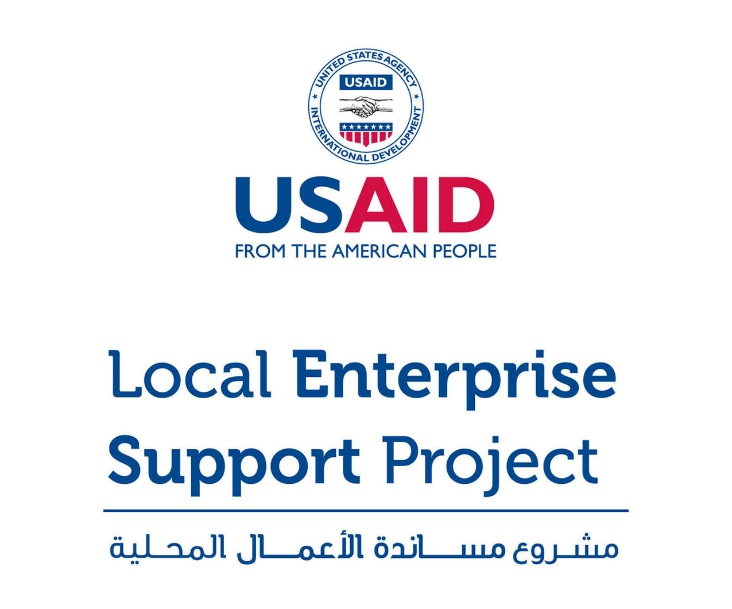 UNITED STATES AGENCY
USAID
INTERNATIONAL DEVELOPMENT
USAID
FROM THE AMERICAN PEOPLE
Local Enterprise
Support Project
مشروع مساندة الأعمال المحلية